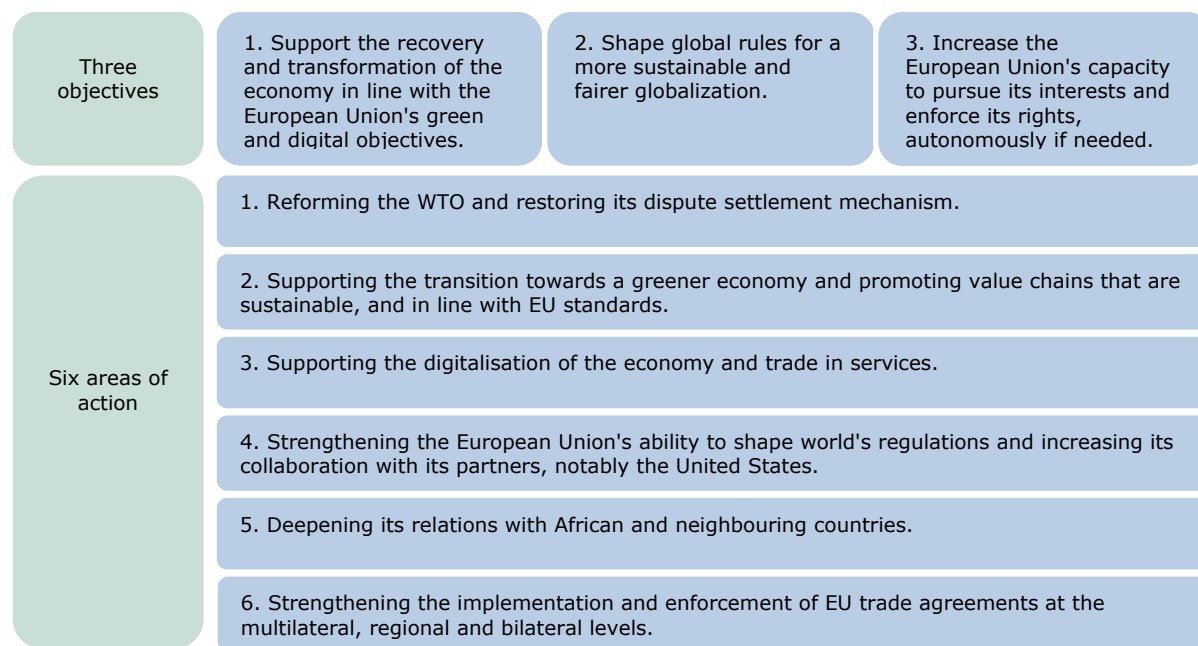 Three
objectives
1. Support the recovery
and transformation of the
economy in line with the
European Union's green
and digital objectives.
2. Shape global rules for a
more sustainable and
fairer globalization.
3. Increase the
European Union's capacity
to pursue its interests and
enforce its rights,
autonomously if needed.
Six areas of
action
1. Reforming the WTO and restoring its dispute settlement mechanism.
2. Supporting the transition towards a greener economy and promoting value chains that are
sustainable, and in line with EU standards.
3. Supporting the digitalisation of the economy and trade in services.
4. Strengthening the European Union's ability to shape world's regulations and increasing its
collaboration with its partners, notably the United States.
5. Deepening its relations with African and neighbouring countries.
6. Strengthening the implementation and enforcement of EU trade agreements at the
multilateral, regional and bilateral levels.